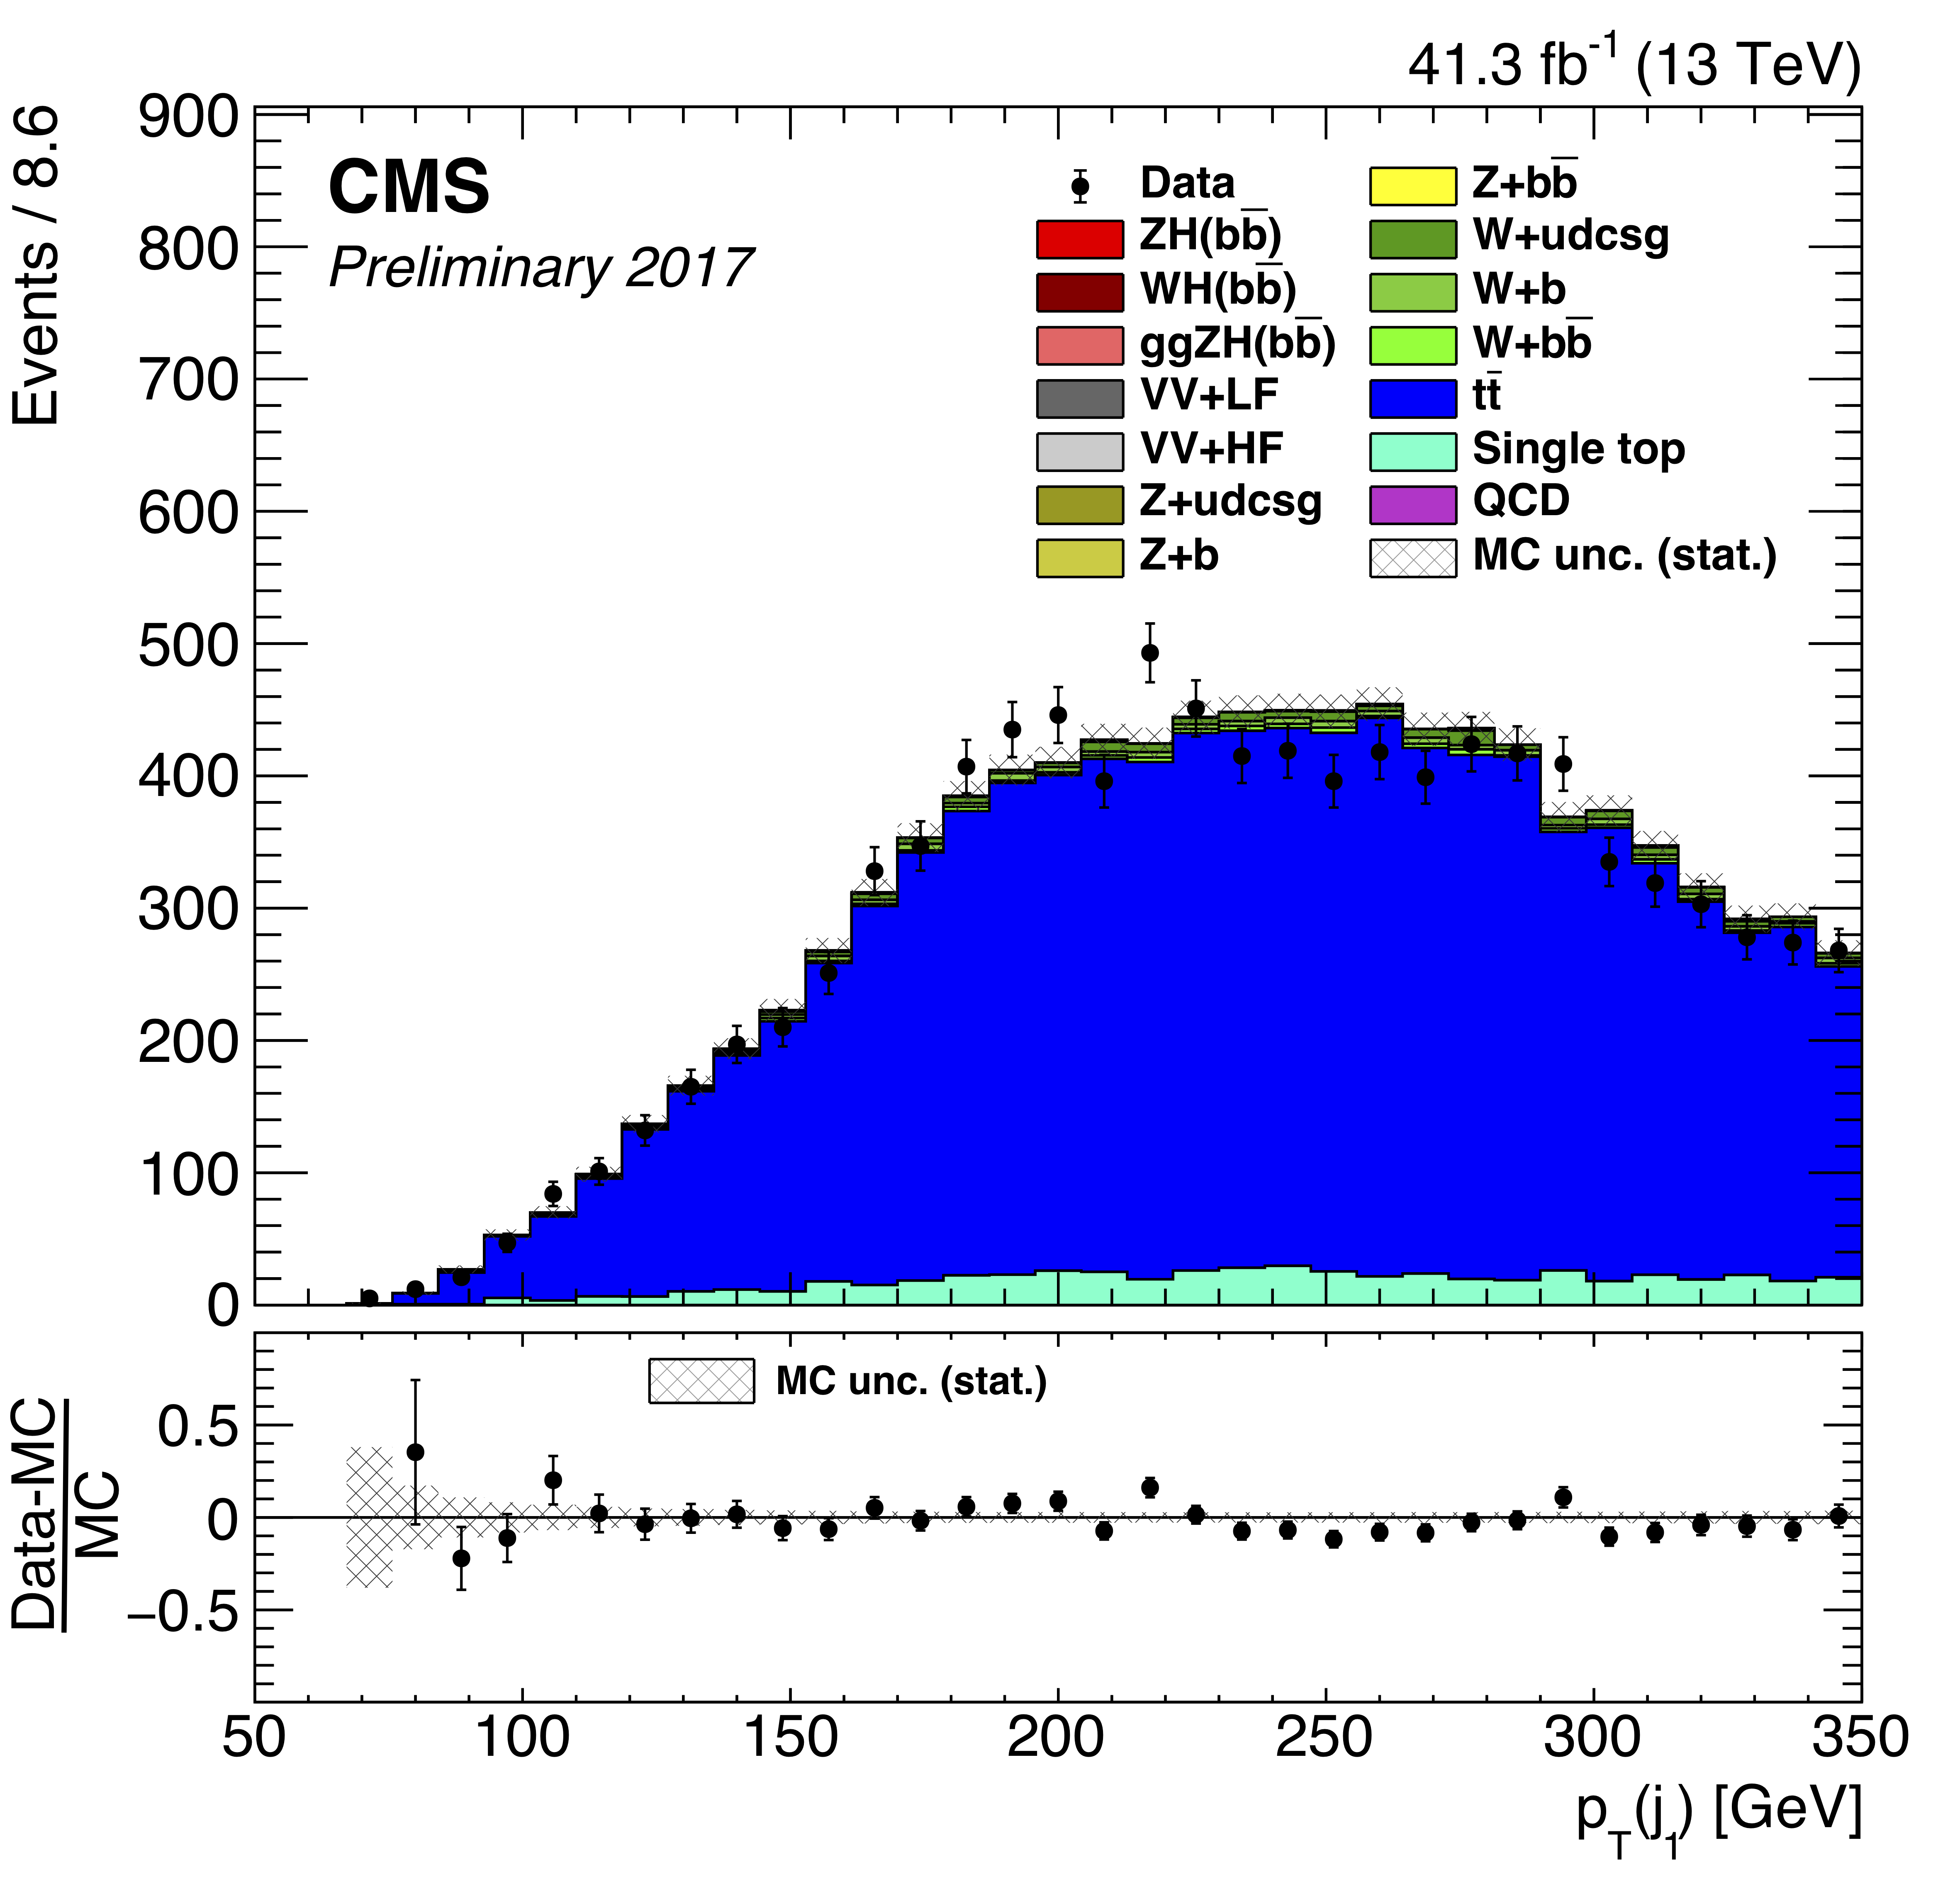 41.3 fb⁻¹ (13 TeV)
Events / 8.6
900
800
700
600
500
400
300
200
100
0
CMS
Preliminary 2017
Data
ZH(bb̅)
WH(bb̅)
ggZH(bb̅)
VV+LF
VV+HF
Z+udcsg
Z+b
Z+bb̅
W+udcsg
W+b
W+bb̅
tt̅
Single top
QCD
MC unc. (stat.)
MC unc. (stat.)
Data-MC
MC
0.5
0
−0.5
50 100 150 200 250 300 350
p_T(j_1) [GeV]